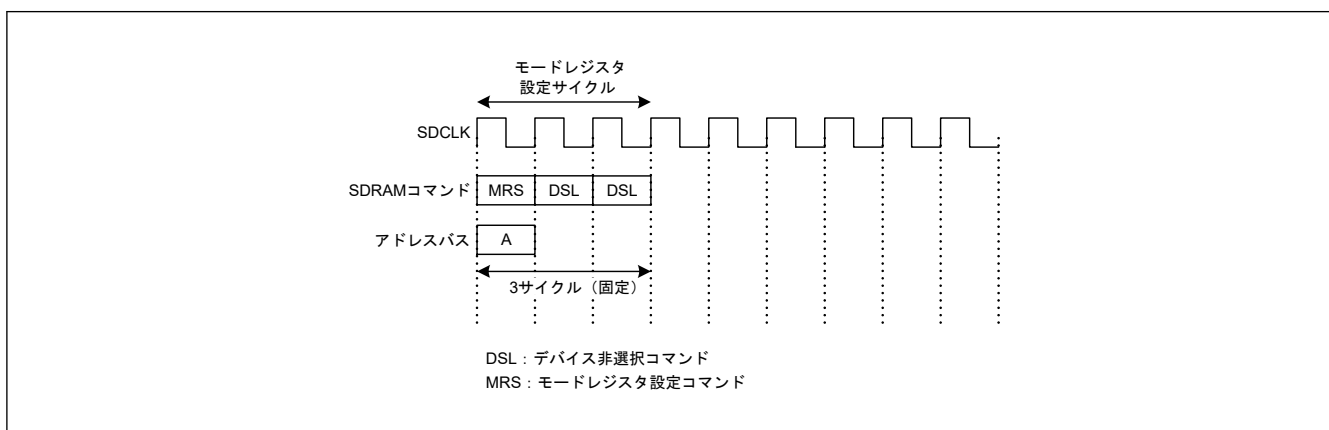 モードレジスタ
設定サイクル
SDCLK
SDRAMコマンド MRS DSL DSL
アドレスバス A
3サイクル（固定）
DSL：デバイス非選択コマンド
MRS：モードレジスタ設定コマンド